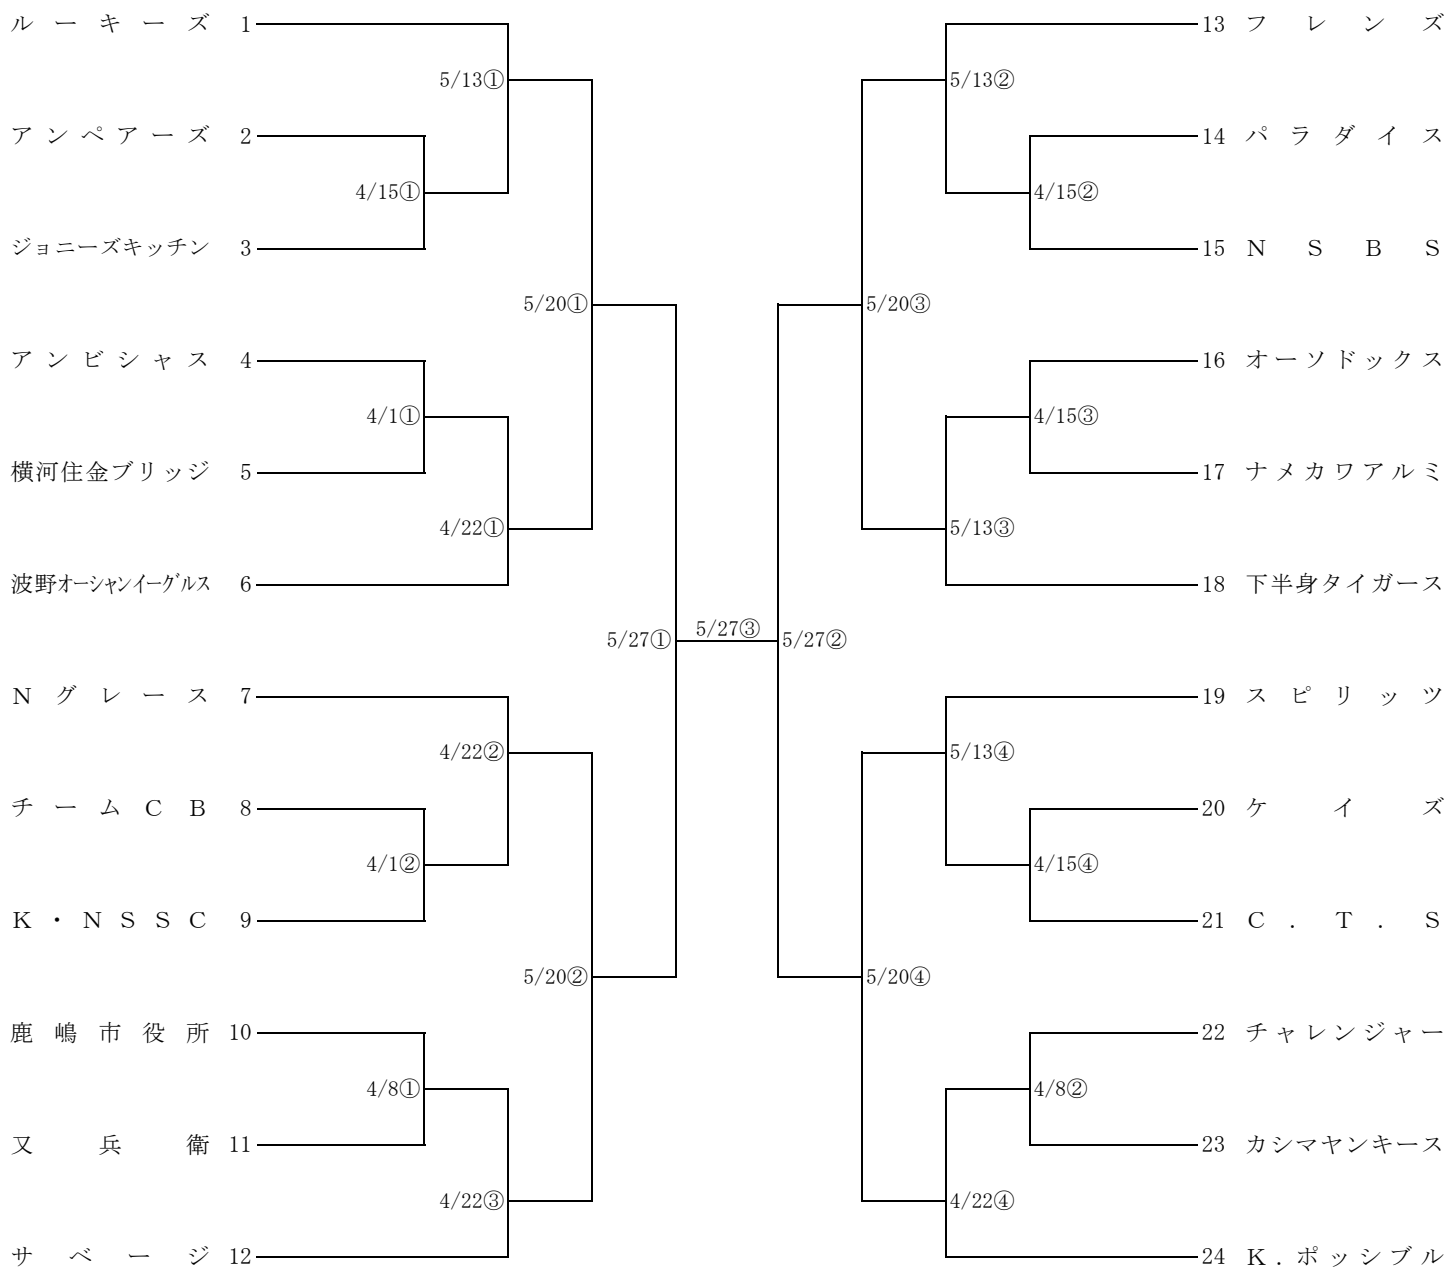 ルーキーズ 1
5/13①
アンペアーズ 2
4/15①
ジョニーズキッチン 3
5/20①
アンビシャス 4
4/1①
横河住金ブリッジ 5
4/22①
波野オーシャンイーグルス 6
5/27①
Nグレース 7
4/22②
チームCB 8
4/1②
K・NSSC 9
5/20②
鹿嶋市役所 10
4/8①
又兵衛 11
4/22③
サベージ 12
5/27③
13 フレンズ
5/13②
14 パラダイス
4/15②
15 NSBS
5/20③
16 オーソドックス
4/15③
17 ナメカワアルミ
5/13③
18 下半身タイガース
5/27②
19 スピリッツ
5/13④
20 ケイズ
4/15④
21 C.T.S
5/20④
22 チャレンジャー
4/8②
23 カシマヤンキース
4/22④
24 K.ポッシブル